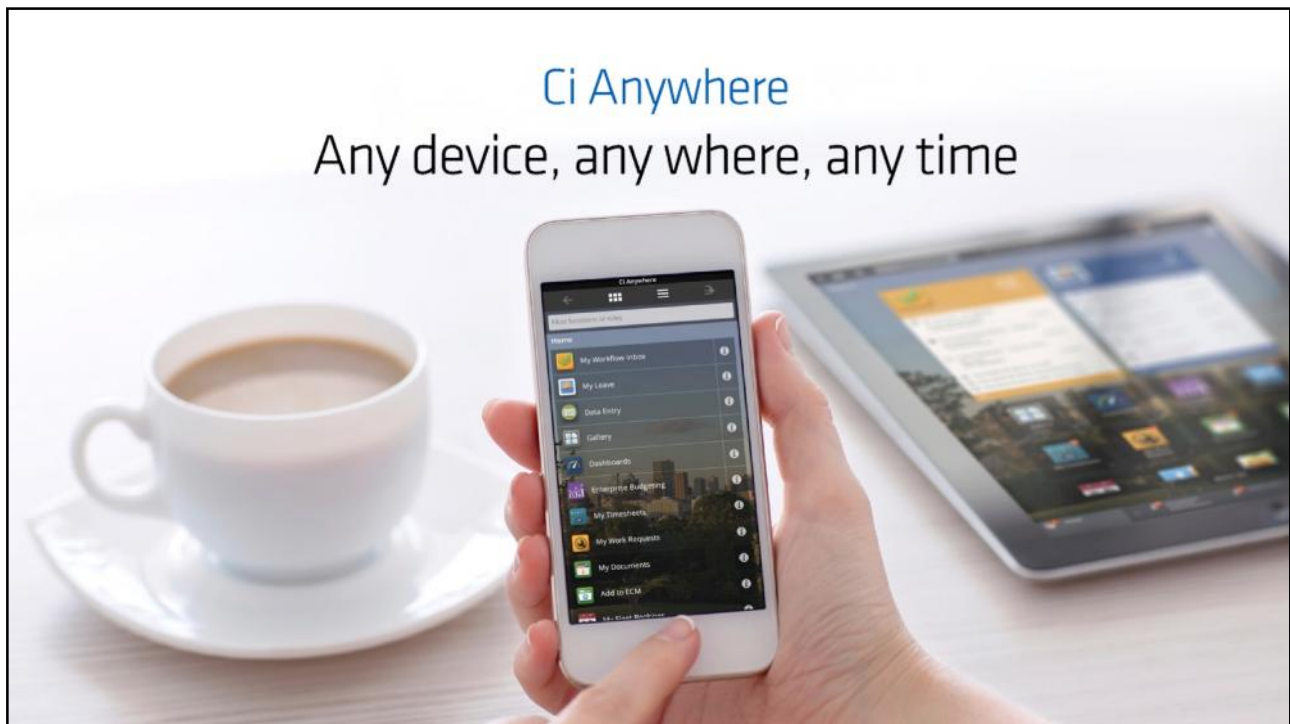 Ci Anywhere
Any device, any where, any time
Ci Anywhere
Home
My Workflow Inbox
My Leave
Data Entry
Gallery
Dashboards
Enterprise Budgeting
My Timesheets
My Work Requests
My Documents
Add to ECM